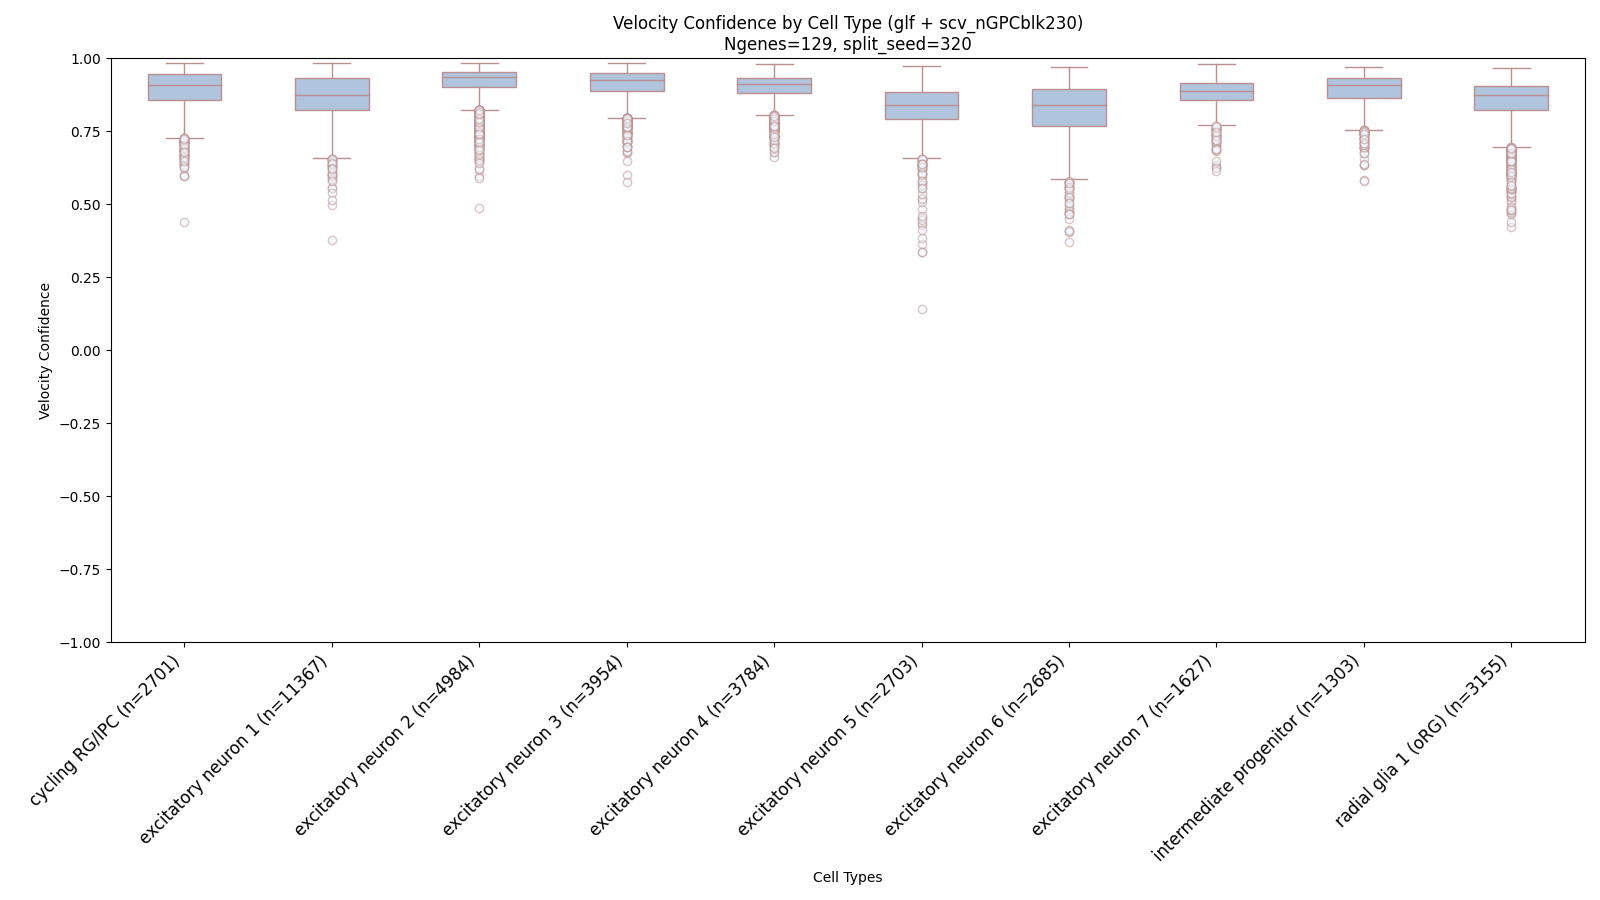 Velocity Confidence by Cell Type (glf + scv_nGPCblk230)
Ngenes=129, split_seed=320
Velocity Confidence
1.00
0.75
0.50
0.25
0.00
−0.25
−0.50
−0.75
−1.00
cycling RG/IPC (n=2701)
excitatory neuron 1 (n=11367)
excitatory neuron 2 (n=4984)
excitatory neuron 3 (n=3954)
excitatory neuron 4 (n=3784)
excitatory neuron 5 (n=2703)
excitatory neuron 6 (n=2685)
excitatory neuron 7 (n=1627)
intermediate progenitor (n=1303)
radial glia 1 (oRG) (n=3155)
Cell Types